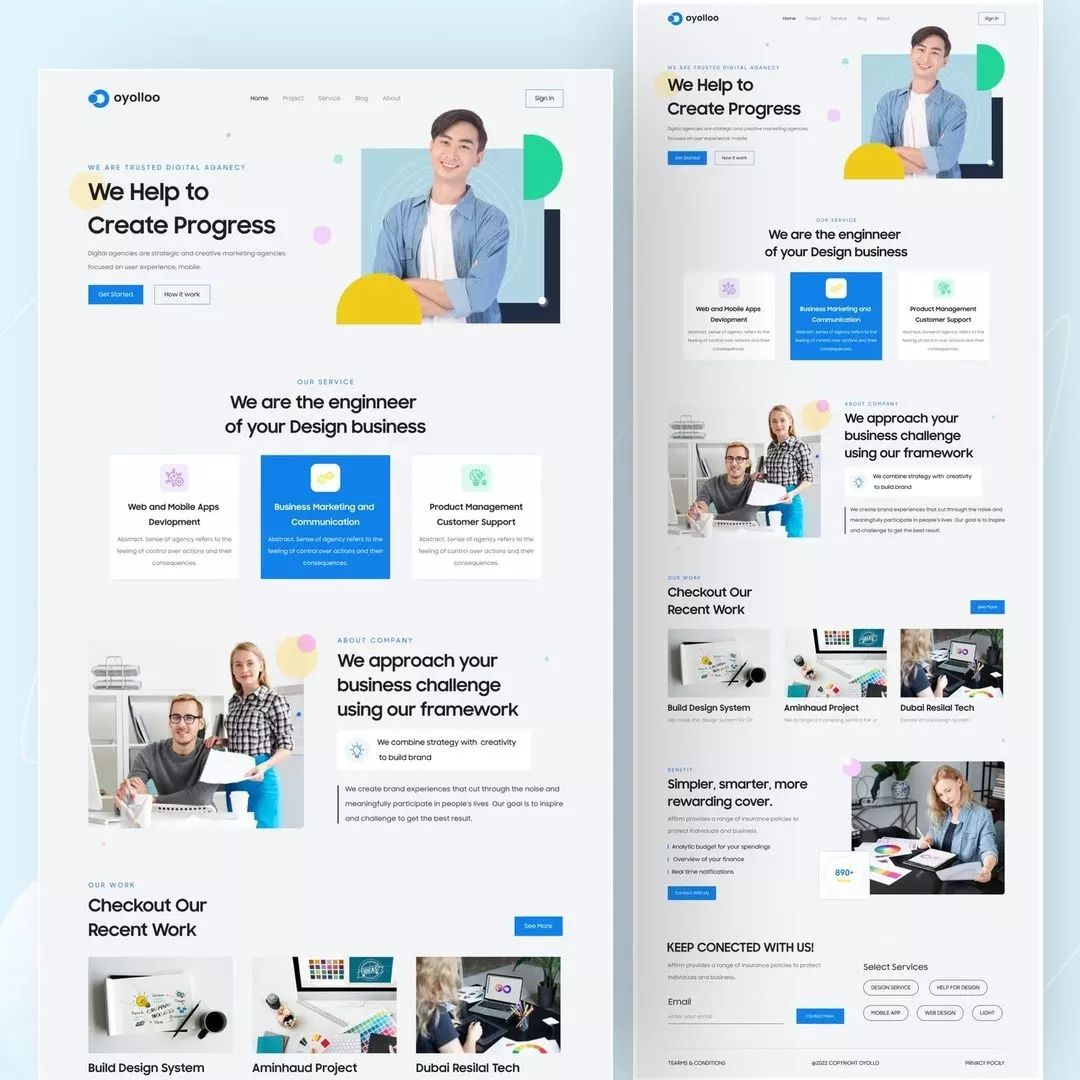 oyolloo
Home Project Service Blog About
Sign in
WE ARE TRUSTED DIGITAL AGANECY
We Help to
Create Progress
Digital agencies are strategic and creative marketing agencies
focused on user experience, mobile.
Get Started How it work
OUR SERVICE
We are the enginneer
of your Design business
Web and Mobile Apps
Devlopment
Abstract. Sense of agency refers to the
feeling of control over actions and their
consequences.
Business Marketing and
Communication
Abstract. Sense of agency refers to the
feeling of control over actions and their
consequences.
Product Management
Customer Support
Abstract. Sense of agency refers to the
feeling of control over actions and their
consequences.
ABOUT COMPANY
We approach your
business challenge
using our framework
We combine strategy with creativity
to build brand
We create brand experiences that cut through the noise and
meaningfully participate in people's lives Our goal is to inspire
and challenge to get the best result.
OUR WORK
Checkout Our
Recent Work
See More
IDEAS
Build Design System
Aminhaud Project
Dubai Resilal Tech
oyolloo
Home Project Service Blog About
Sign in
WE ARE TRUSTED DIGITAL AGANECY
We Help to
Create Progress
Digital agencies are strategic and creative marketing agencies
focused on user experience, mobile.
Get Started How it work
OUR SERVICE
We are the enginneer
of your Design business
Web and Mobile Apps
Devlopment
Abstract. Sense of agency refers to the
feeling of control over actions and their
consequences.
Business Marketing and
Communication
Abstract. Sense of agency refers to the
feeling of control over actions and their
consequences.
Product Management
Customer Support
Abstract. Sense of agency refers to the
feeling of control over actions and their
consequences.
ABOUT COMPANY
We approach your
business challenge
using our framework
We combine strategy with creativity
to build brand
We create brand experiences that cut through the noise and
meaningfully participate in people's lives Our goal is to inspire
and challenge to get the best result.
OUR WORK
Checkout Our
Recent Work
See More
Build Design System
We made the design system for
Aminhaud Project
We arrange a marketing
Dubai Resilal Tech
Create Whole Design System
BENEFIT
Simpler, smarter, more
rewarding cover.
Affirm provides a range of insurance policies to
protect individuals and business.
Analytic budget for your spendings
Overview of your finance
Real time notifications
Contact With Us
890+
KEEP CONECTED WITH US!
Affirm provides a range of insurance policies to protect
individuals and business.
Email
enter your email
Contact Now
Select Services
DESIGN SERVICE HELP FOR DESIGN
MOBILE APP WEB DESIGN LIGHT
TEARMS & CONDITIONS
@2022 COPYRIGHT OYOLLO
PRIVACY POCILY